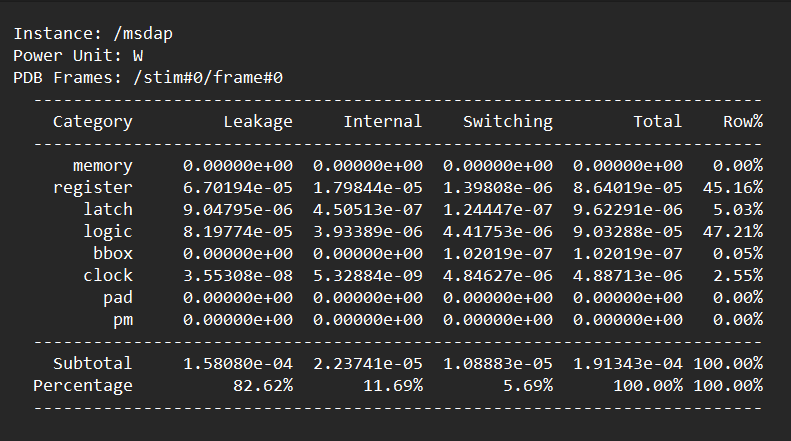 Instance: /msdap
Power Unit: W
PDB Frames: /stim#0/frame#0
-------------------------------------------------------------------------
Category Leakage Internal Switching Total Row%
-------------------------------------------------------------------------
memory 0.00000e+00 0.00000e+00 0.00000e+00 0.00000e+00 0.00%
register 6.70194e-05 1.79844e-05 1.39808e-06 8.64019e-05 45.16%
latch 9.04795e-06 4.50513e-07 1.24447e-07 9.62291e-06 5.03%
logic 8.19774e-05 3.93389e-06 4.41753e-06 9.03288e-05 47.21%
bbox 0.00000e+00 0.00000e+00 1.02019e-07 1.02019e-07 0.05%
clock 3.55308e-08 5.32884e-09 4.84627e-06 4.88713e-06 2.55%
pad 0.00000e+00 0.00000e+00 0.00000e+00 0.00000e+00 0.00%
pm 0.00000e+00 0.00000e+00 0.00000e+00 0.00000e+00 0.00%
-------------------------------------------------------------------------
Subtotal 1.58080e-04 2.23741e-05 1.08883e-05 1.91343e-04 100.00%
Percentage 82.62% 11.69% 5.69% 100.00% 100.00%
-------------------------------------------------------------------------